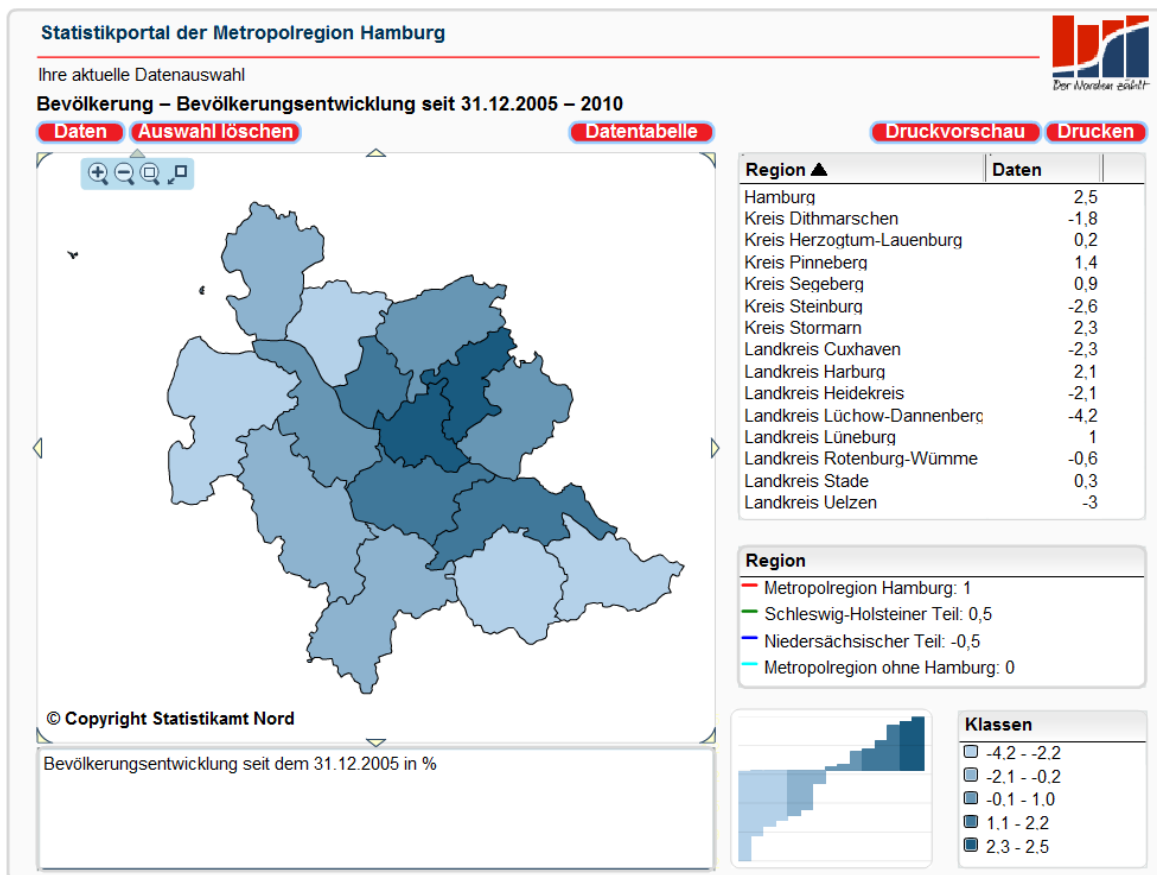 Statistikportal der Metropolregion Hamburg
Der Norden zählt
Ihre aktuelle Datenauswahl
Bevölkerung – Bevölkerungsentwicklung seit 31.12.2005 – 2010
Daten Auswahl löschen Datentabelle Druckvorschau Drucken
Region ▲ Daten
Hamburg 2,5
Kreis Dithmarschen -1,8
Kreis Herzogtum-Lauenburg 0,2
Kreis Pinneberg 1,4
Kreis Segeberg 0,9
Kreis Steinburg -2,6
Kreis Stormarn 2,3
Landkreis Cuxhaven -2,3
Landkreis Harburg 2,1
Landkreis Heidekreis -2,1
Landkreis Lüchow-Dannenberg -4,2
Landkreis Lüneburg 1
Landkreis Rotenburg-Wümme -0,6
Landkreis Stade 0,3
Landkreis Uelzen -3
Region
Metropolregion Hamburg: 1
Schleswig-Holsteiner Teil: 0,5
Niedersächsischer Teil: -0,5
Metropolregion ohne Hamburg: 0
© Copyright Statistikamt Nord
Bevölkerungsentwicklung seit dem 31.12.2005 in %
Klassen
-4,2 - -2,2
-2,1 - -0,2
-0,1 - 1,0
1,1 - 2,2
2,3 - 2,5